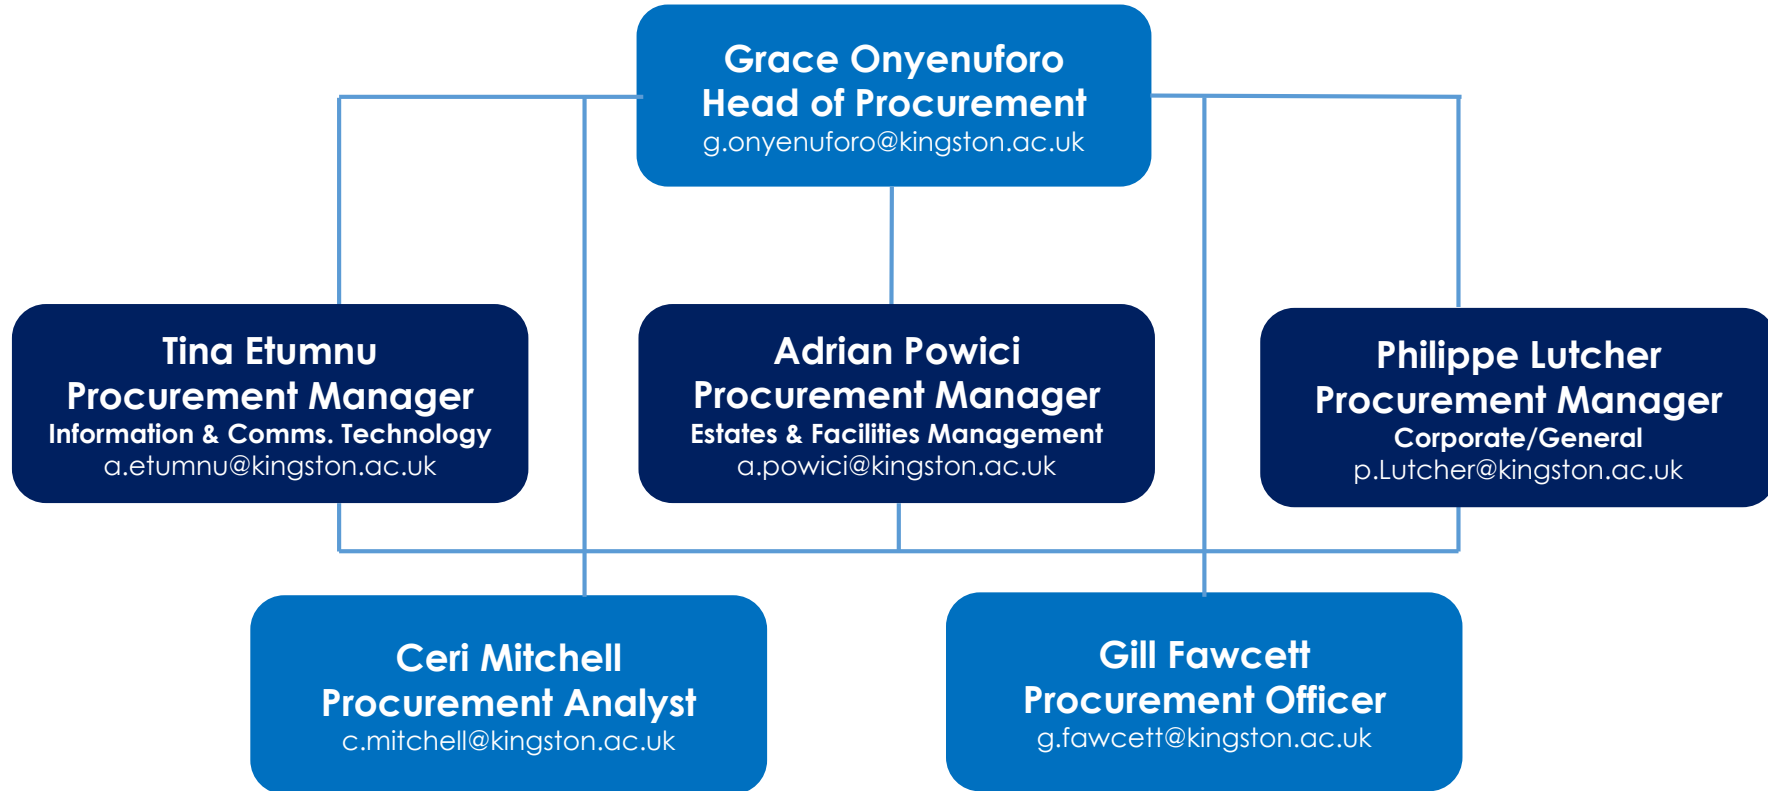 Grace Onyenuforo
Head of Procurement
g.onyenuforo@kingston.ac.uk
Tina Etumnu
Procurement Manager
Information & Comms. Technology
a.etumnu@kingston.ac.uk
Adrian Powici
Procurement Manager
Estates & Facilities Management
a.powici@kingston.ac.uk
Philippe Lutcher
Procurement Manager
Corporate/General
p.Lutcher@kingston.ac.uk
Ceri Mitchell
Procurement Analyst
c.mitchell@kingston.ac.uk
Gill Fawcett
Procurement Officer
g.fawcett@kingston.ac.uk